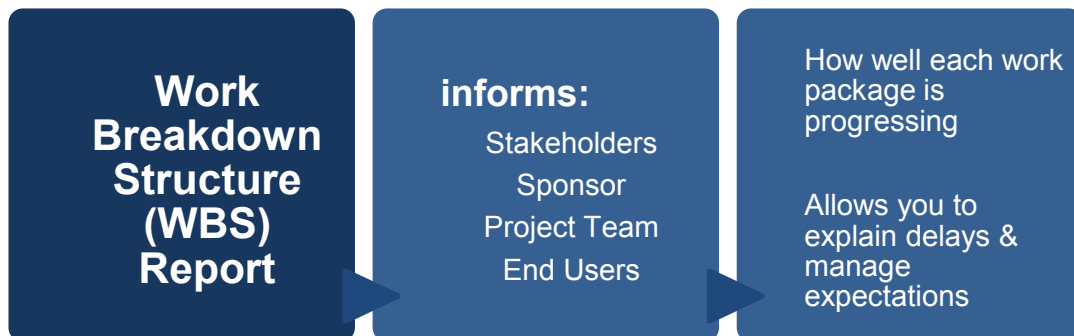 Work
Breakdown
Structure
(WBS)
Report
informs:
Stakeholders
Sponsor
Project Team
End Users
How well each work
package is
progressing
Allows you to
explain delays &
manage
expectations